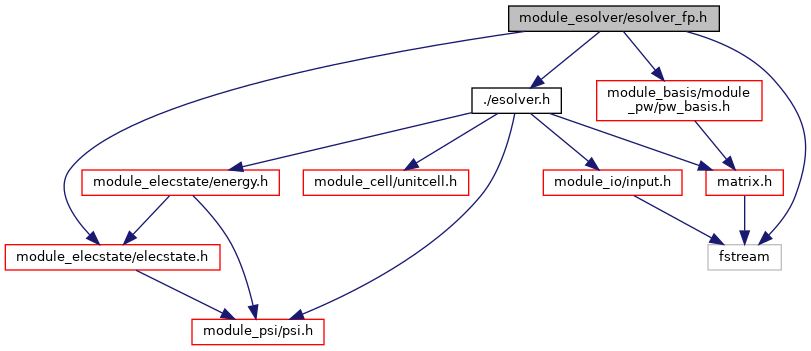 module_esolver/esolver_fp.h
./esolver.h
module_basis/module
_pw/pw_basis.h
module_elecstate/energy.h
module_cell/unitcell.h
module_io/input.h
matrix.h
module_elecstate/elecstate.h
fstream
module_psi/psi.h